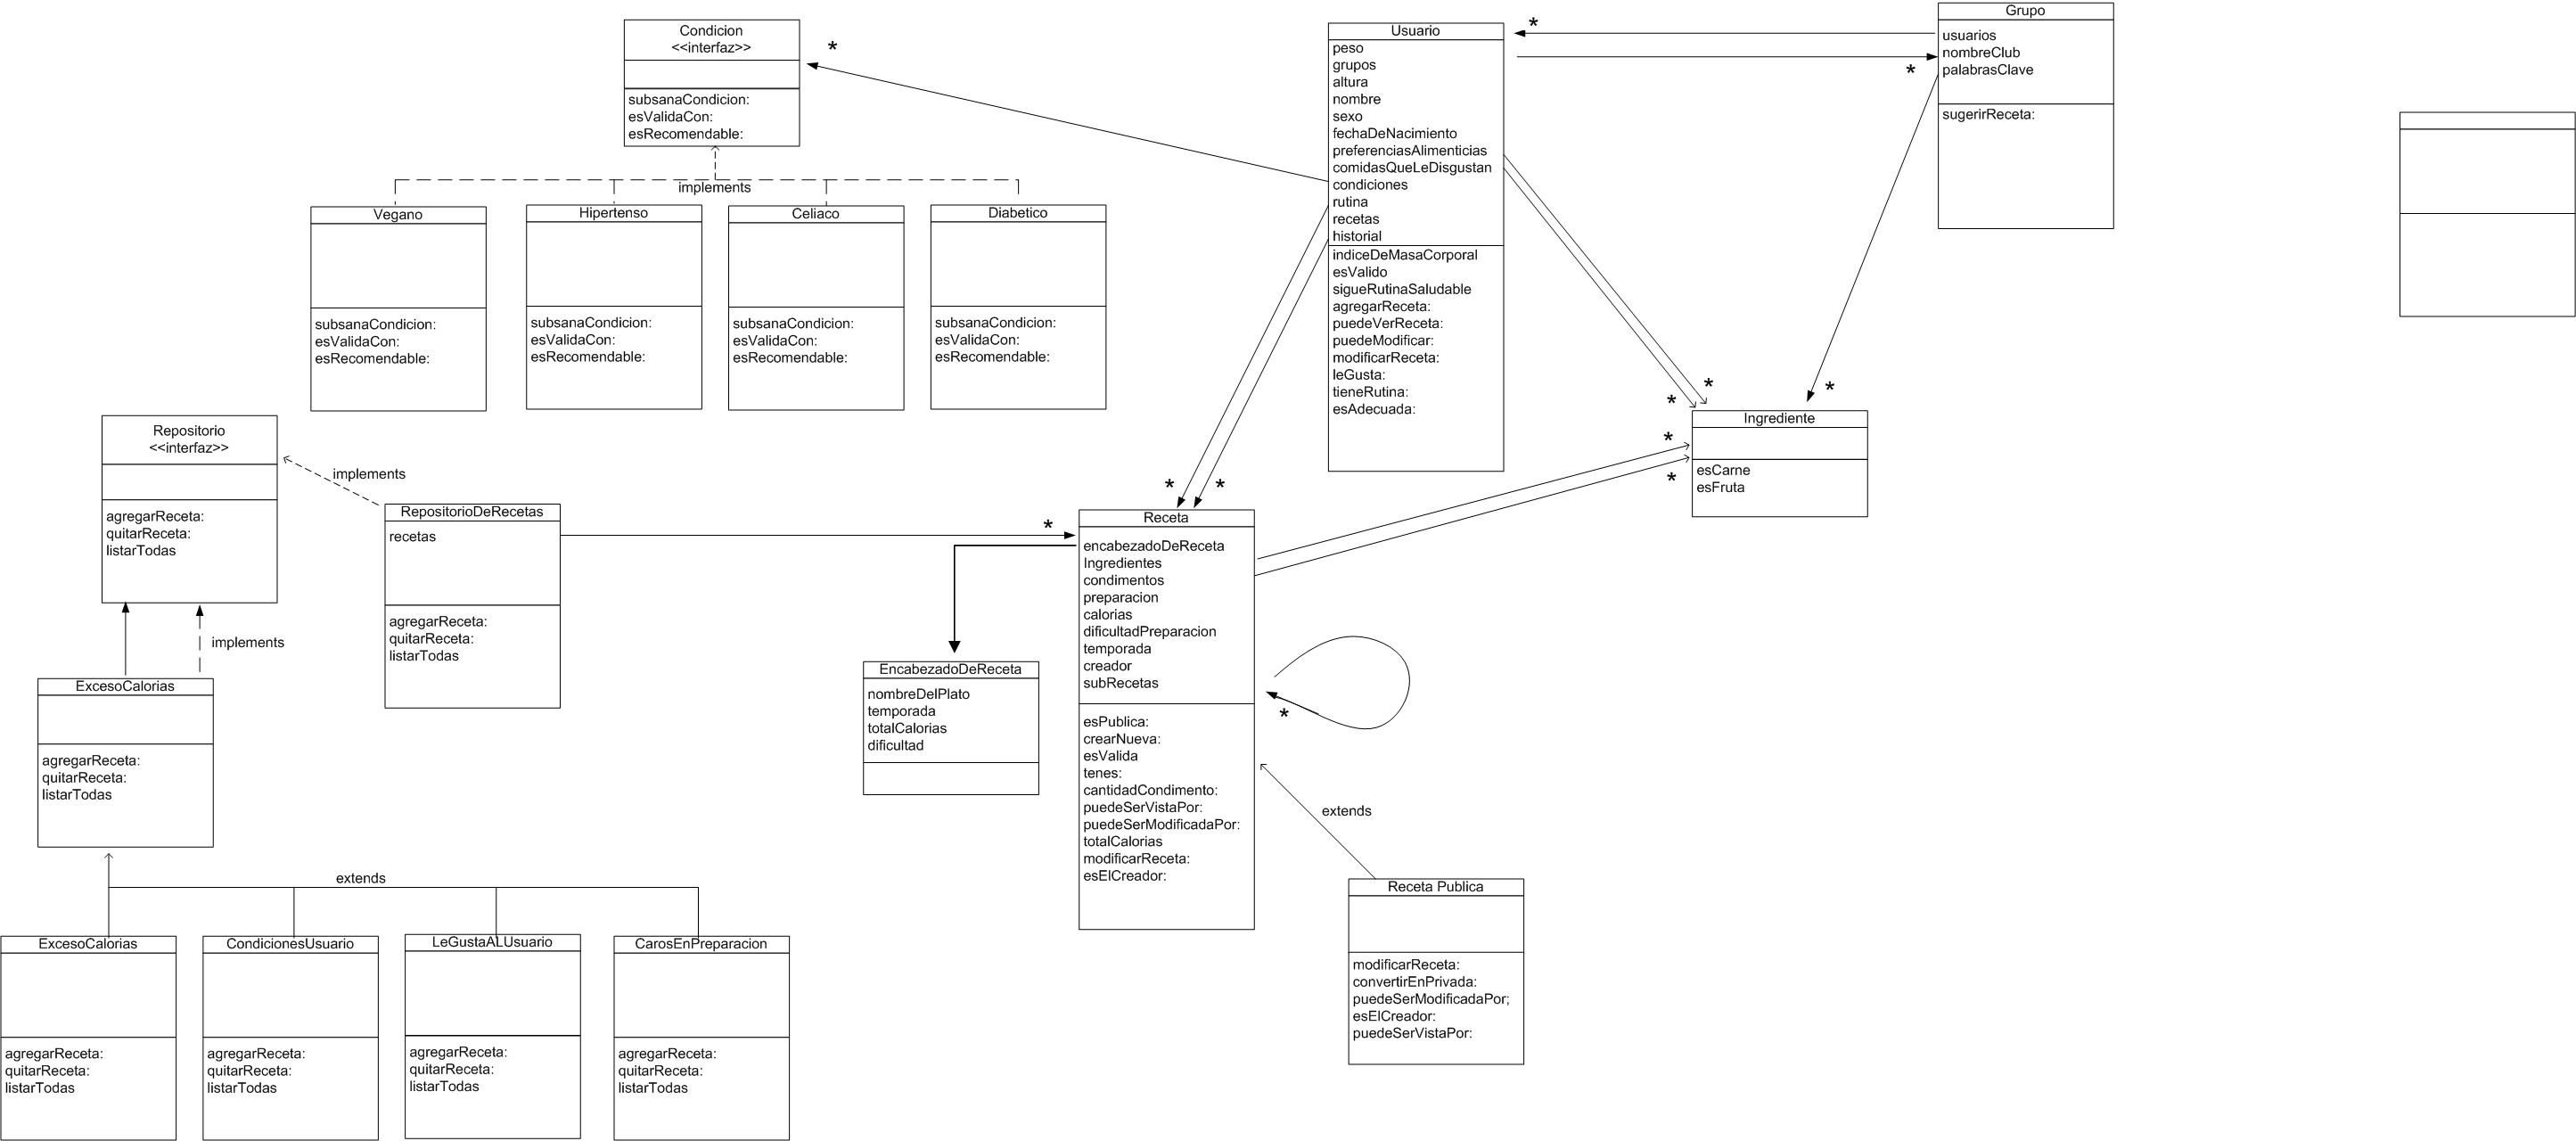 Condicion
<<interfaz>>
subsanaCondicion:
esValidaCon:
esRecomendable:
*
Usuario
peso
grupos
altura
nombre
sexo
fechaDeNacimiento
preferenciasAlimenticias
comidasQueLeDisgustan
condiciones
rutina
recetas
historial
indiceDeMasaCorporal
esValido
sigueRutinaSaludable
agregarReceta:
puedeVerReceta:
puedeModificar:
modificarReceta:
leGusta:
tieneRutina:
esAdecuada:
*
*
Grupo
usuarios
nombreClub
palabrasClave
sugerirReceta:
implements
Vegano
subsanaCondicion:
esValidaCon:
esRecomendable:
Hipertenso
subsanaCondicion:
esValidaCon:
esRecomendable:
Celiaco
subsanaCondicion:
esValidaCon:
esRecomendable:
Diabetico
subsanaCondicion:
esValidaCon:
esRecomendable:
*
*
*
Ingrediente
esCarne
esFruta
*
*
Repositorio
<<interfaz>>
agregarReceta:
quitarReceta:
listarTodas
implements
RepositorioDeRecetas
recetas
agregarReceta:
quitarReceta:
listarTodas
*
*
*
Receta
encabezadoDeReceta
Ingredientes
condimentos
preparacion
calorias
dificultadPreparacion
temporada
creador
subRecetas
esPublica:
crearNueva:
esValida
tenes:
cantidadCondimento:
puedeSerVistaPor:
puedeSerModificadaPor:
totalCalorias
modificarReceta:
esElCreador:
*
EncabezadoDeReceta
nombreDelPlato
temporada
totalCalorias
dificultad
implements
ExcesoCalorias
agregarReceta:
quitarReceta:
listarTodas
extends
Receta Publica
modificarReceta:
convertirEnPrivada:
puedeSerModificadaPor;
esElCreador:
puedeSerVistaPor:
extends
ExcesoCalorias
agregarReceta:
quitarReceta:
listarTodas
CondicionesUsuario
agregarReceta:
quitarReceta:
listarTodas
LeGustaALUsuario
agregarReceta:
quitarReceta:
listarTodas
CarosEnPreparacion
agregarReceta:
quitarReceta:
listarTodas